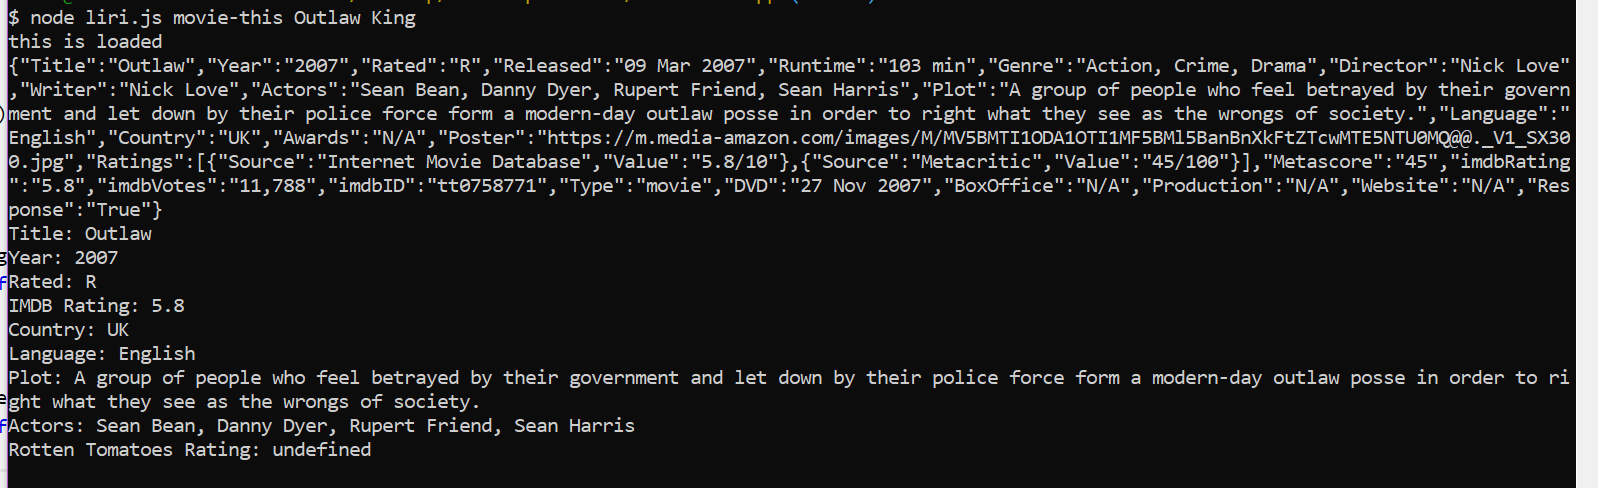 $ node liri.js movie-this Outlaw King
this is loaded
{"Title":"Outlaw","Year":"2007","Rated":"R","Released":"09 Mar 2007","Runtime":"103 min","Genre":"Action, Crime, Drama","Director":"Nick Love"
,"Writer":"Nick Love","Actors":"Sean Bean, Danny Dyer, Rupert Friend, Sean Harris","Plot":"A group of people who feel betrayed by their govern
ment and let down by their police force form a modern-day outlaw posse in order to right what they see as the wrongs of society.","Language":"
English","Country":"UK","Awards":"N/A","Poster":"https://m.media-amazon.com/images/M/MV5BMTI1ODA1OTI1MF5BMl5BanBnXkFtZTcwMTE5NTU0MQ@@._V1_SX30
0.jpg","Ratings":[{"Source":"Internet Movie Database","Value":"5.8/10"},{"Source":"Metacritic","Value":"45/100"}],"Metascore":"45","imdbRating
":"5.8","imdbVotes":"11,788","imdbID":"tt0758771","Type":"movie","DVD":"27 Nov 2007","BoxOffice":"N/A","Production":"N/A","Website":"N/A","Res
ponse":"True"}
Title: Outlaw
Year: 2007
Rated: R
IMDB Rating: 5.8
Country: UK
Language: English
Plot: A group of people who feel betrayed by their government and let down by their police force form a modern-day outlaw posse in order to ri
ght what they see as the wrongs of society.
Actors: Sean Bean, Danny Dyer, Rupert Friend, Sean Harris
Rotten Tomatoes Rating: undefined